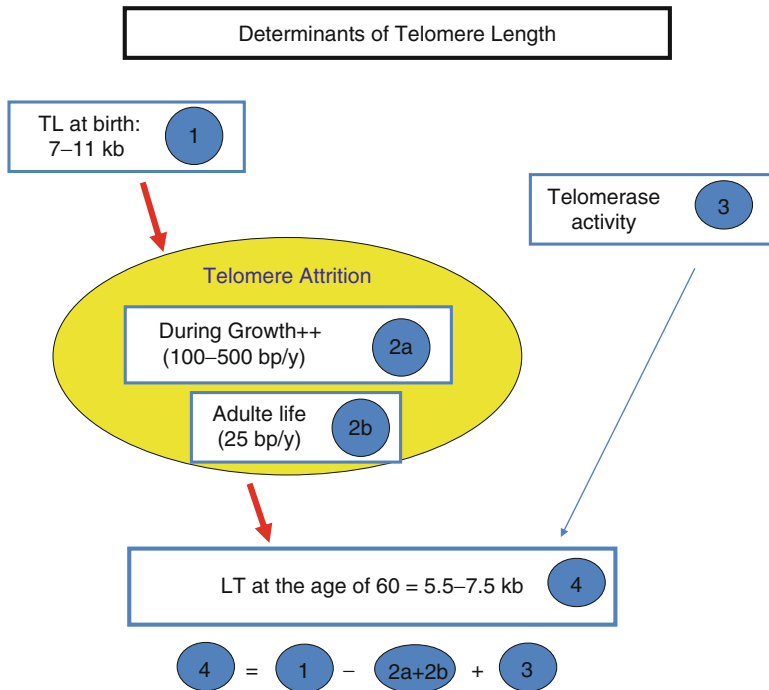 Determinants of Telomere Length
TL at birth:
7–11 kb
1
Telomerase
activity
3
Telomere Attrition
During Growth++
(100–500 bp/y)
2a
Adulte life
(25 bp/y)
2b
LT at the age of 60 = 5.5–7.5 kb
4
4 = 1 - 2a+2b + 3